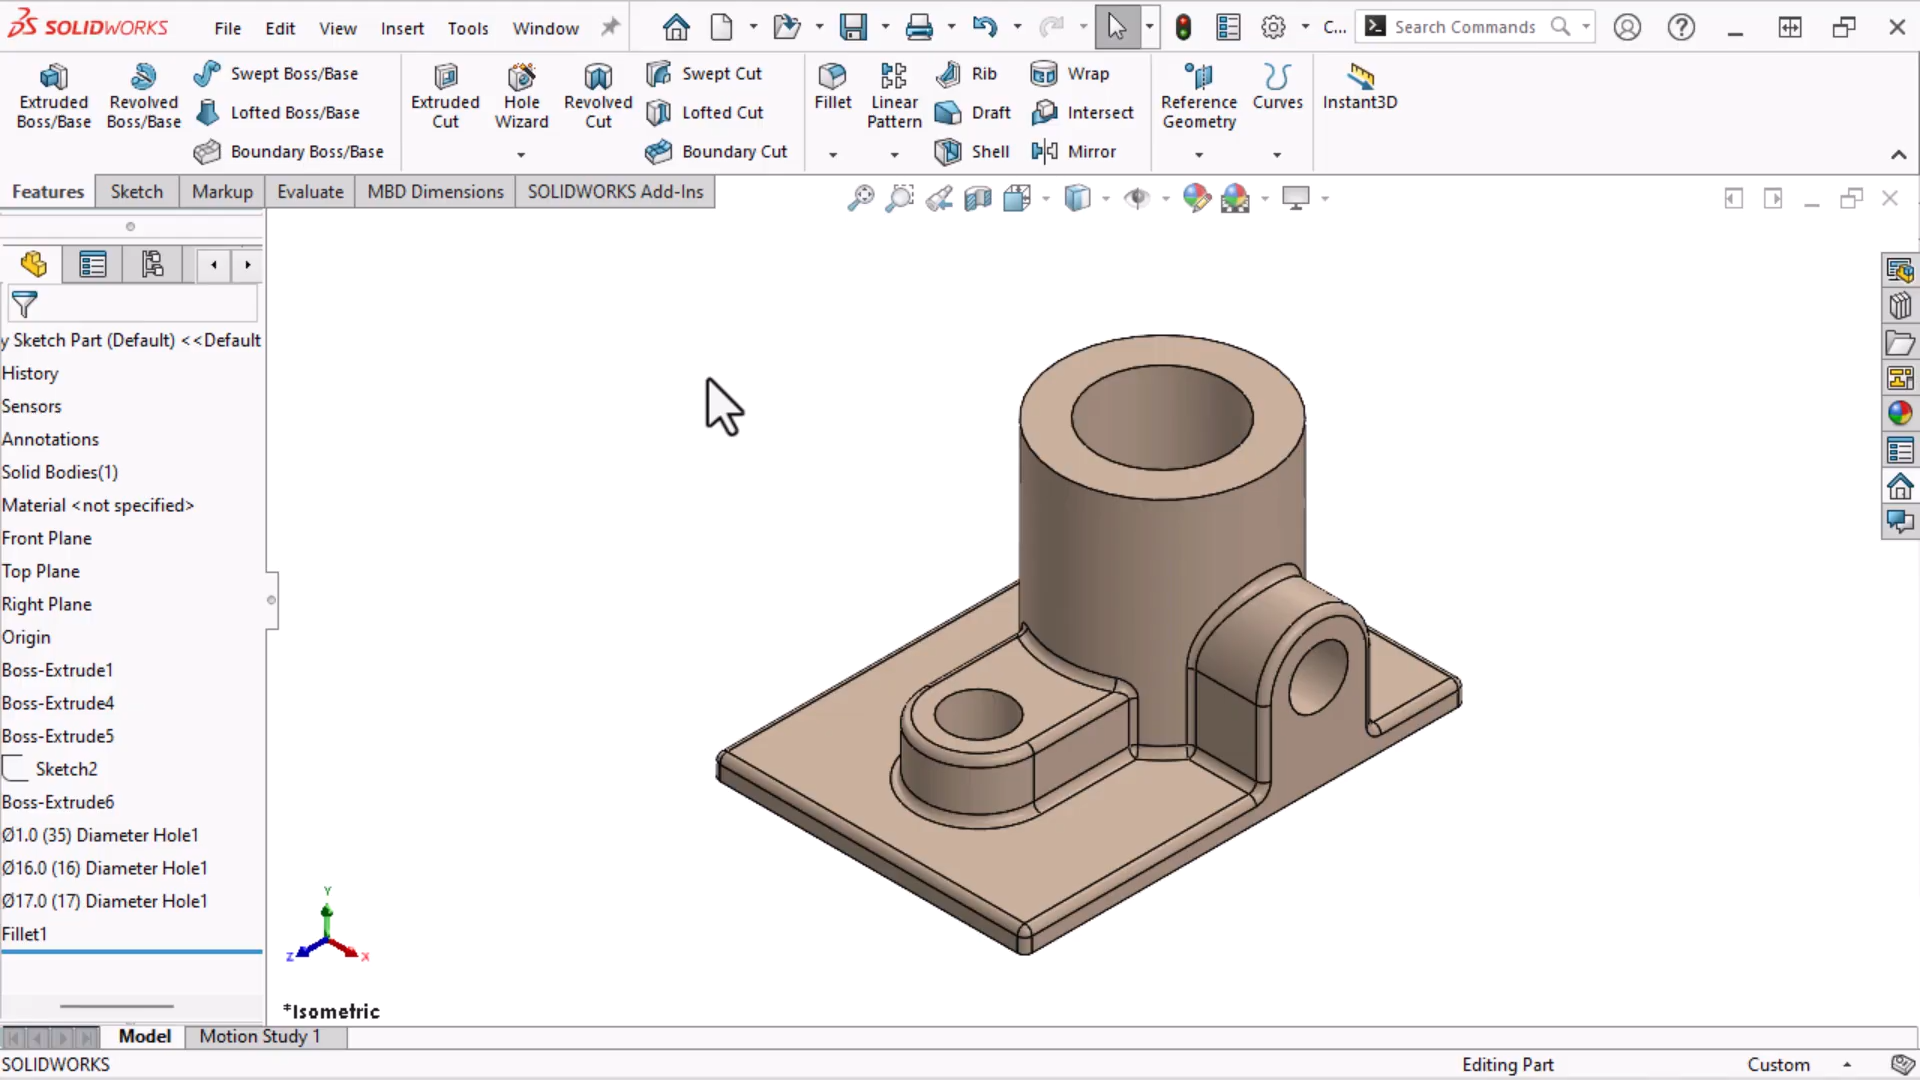 SOLIDWORKS File Edit View Insert Tools Window C... Search Commands
Extruded Boss/Base
Revolved Boss/Base
Swept Boss/Base
Lofted Boss/Base
Boundary Boss/Base
Extruded Cut
Hole Wizard
Revolved Cut
Swept Cut
Lofted Cut
Boundary Cut
Fillet
Linear Pattern
Rib
Draft
Shell
Wrap
Intersect
Mirror
Reference Geometry
Curves
Instant3D
Features Sketch Markup Evaluate MBD Dimensions SOLIDWORKS Add-Ins
y Sketch Part (Default) <<Default
History
Sensors
Annotations
Solid Bodies(1)
Material <not specified>
Front Plane
Top Plane
Right Plane
Origin
Boss-Extrude1
Boss-Extrude4
Boss-Extrude5
Sketch2
Boss-Extrude6
Ø1.0 (35) Diameter Hole1
Ø16.0 (16) Diameter Hole1
Ø17.0 (17) Diameter Hole1
Fillet1
Y
Z X
*Isometric
Model Motion Study 1
SOLIDWORKS Editing Part Custom